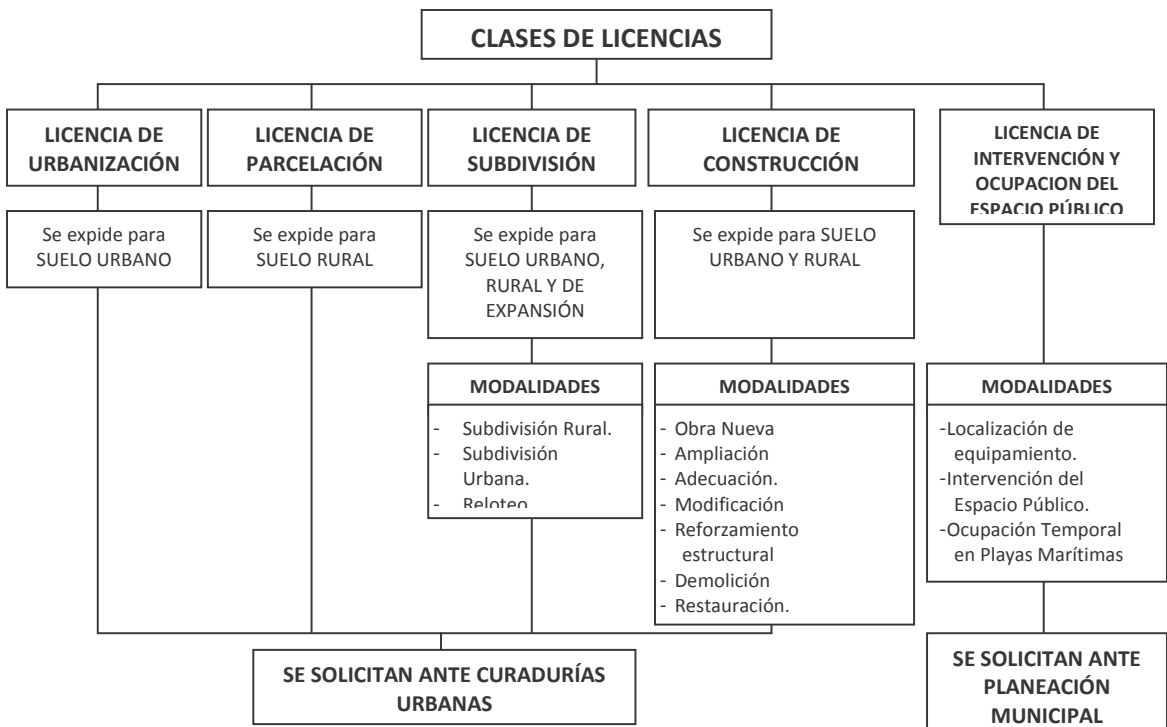 CLASES DE LICENCIAS
LICENCIA DE
URBANIZACIÓN
LICENCIA DE
PARCELACIÓN
LICENCIA DE
SUBDIVISIÓN
LICENCIA DE
CONSTRUCCIÓN
LICENCIA DE
INTERVENCIÓN Y
OCUPACION DEL
ESPACIO PÚBLICO
Se expide para
SUELO URBANO
Se expide para
SUELO RURAL
Se expide para
SUELO URBANO,
RURAL Y DE
EXPANSIÓN
Se expide para SUELO
URBANO Y RURAL
MODALIDADES
- Subdivisión Rural.
- Subdivisión
Urbana.
- Reloteo
MODALIDADES
- Obra Nueva
- Ampliación
- Adecuación.
- Modificación
- Reforzamiento
estructural
- Demolición
- Restauración.
MODALIDADES
-Localización de
equipamiento.
-Intervención del
Espacio Público.
-Ocupación Temporal
en Playas Marítimas
SE SOLICITAN ANTE CURADURÍAS
URBANAS
SE SOLICITAN ANTE
PLANEACIÓN
MUNICIPAL